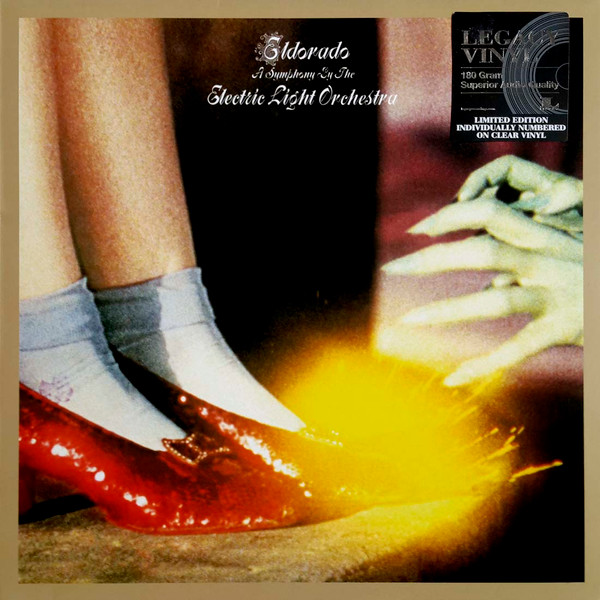 Eldorado
A Symphony By The
Electric Light Orchestra
LEGACY
VINYL
180 Gram
Superior Audio Quality
LIMITED EDITION
INDIVIDUALLY NUMBERED
ON CLEAR VINYL